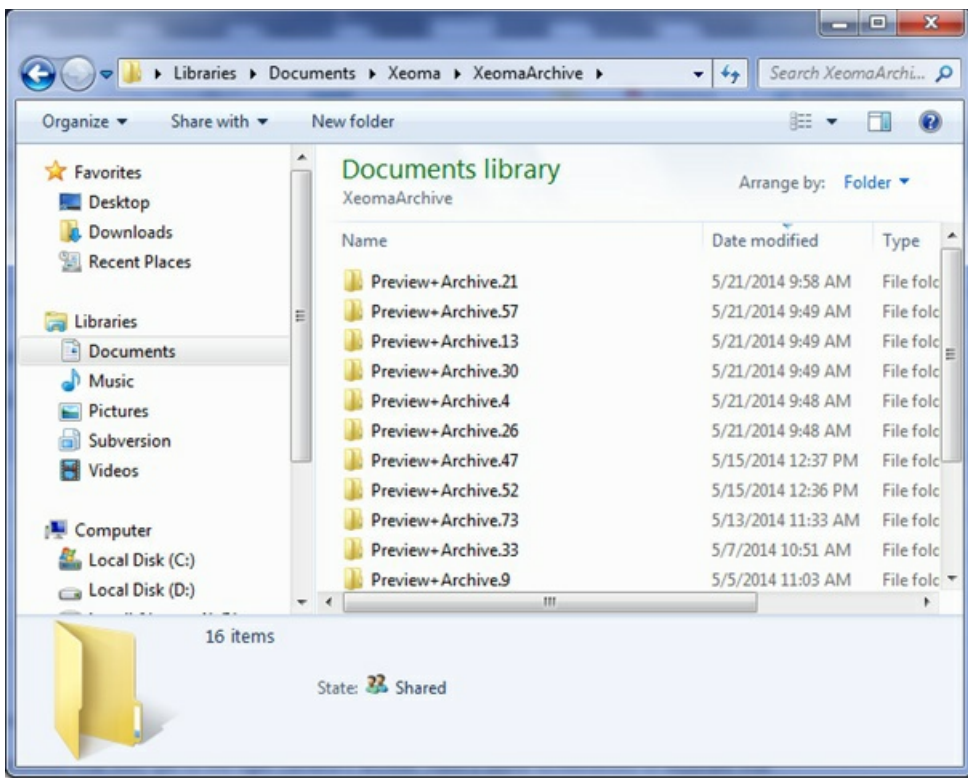 Libraries Documents Xeoma XeomaArchive
Search XeomaArchi...
Organize Share with New folder
Favorites
Desktop
Downloads
Recent Places
Libraries
Documents
Music
Pictures
Subversion
Videos
Computer
Local Disk (C:)
Local Disk (D:)
Documents library
XeomaArchive
Arrange by: Folder
Name Date modified Type
Preview+Archive.21 5/21/2014 9:58 AM File folc
Preview+Archive.57 5/21/2014 9:49 AM File folc
Preview+Archive.13 5/21/2014 9:49 AM File folc
Preview+Archive.30 5/21/2014 9:49 AM File folc
Preview+Archive.4 5/21/2014 9:48 AM File folc
Preview+Archive.26 5/21/2014 9:48 AM File folc
Preview+Archive.47 5/15/2014 12:37 PM File folc
Preview+Archive.52 5/15/2014 12:36 PM File folc
Preview+Archive.73 5/13/2014 11:33 AM File folc
Preview+Archive.33 5/7/2014 10:51 AM File folc
Preview+Archive.9 5/5/2014 11:03 AM File folc
16 items
State: Shared